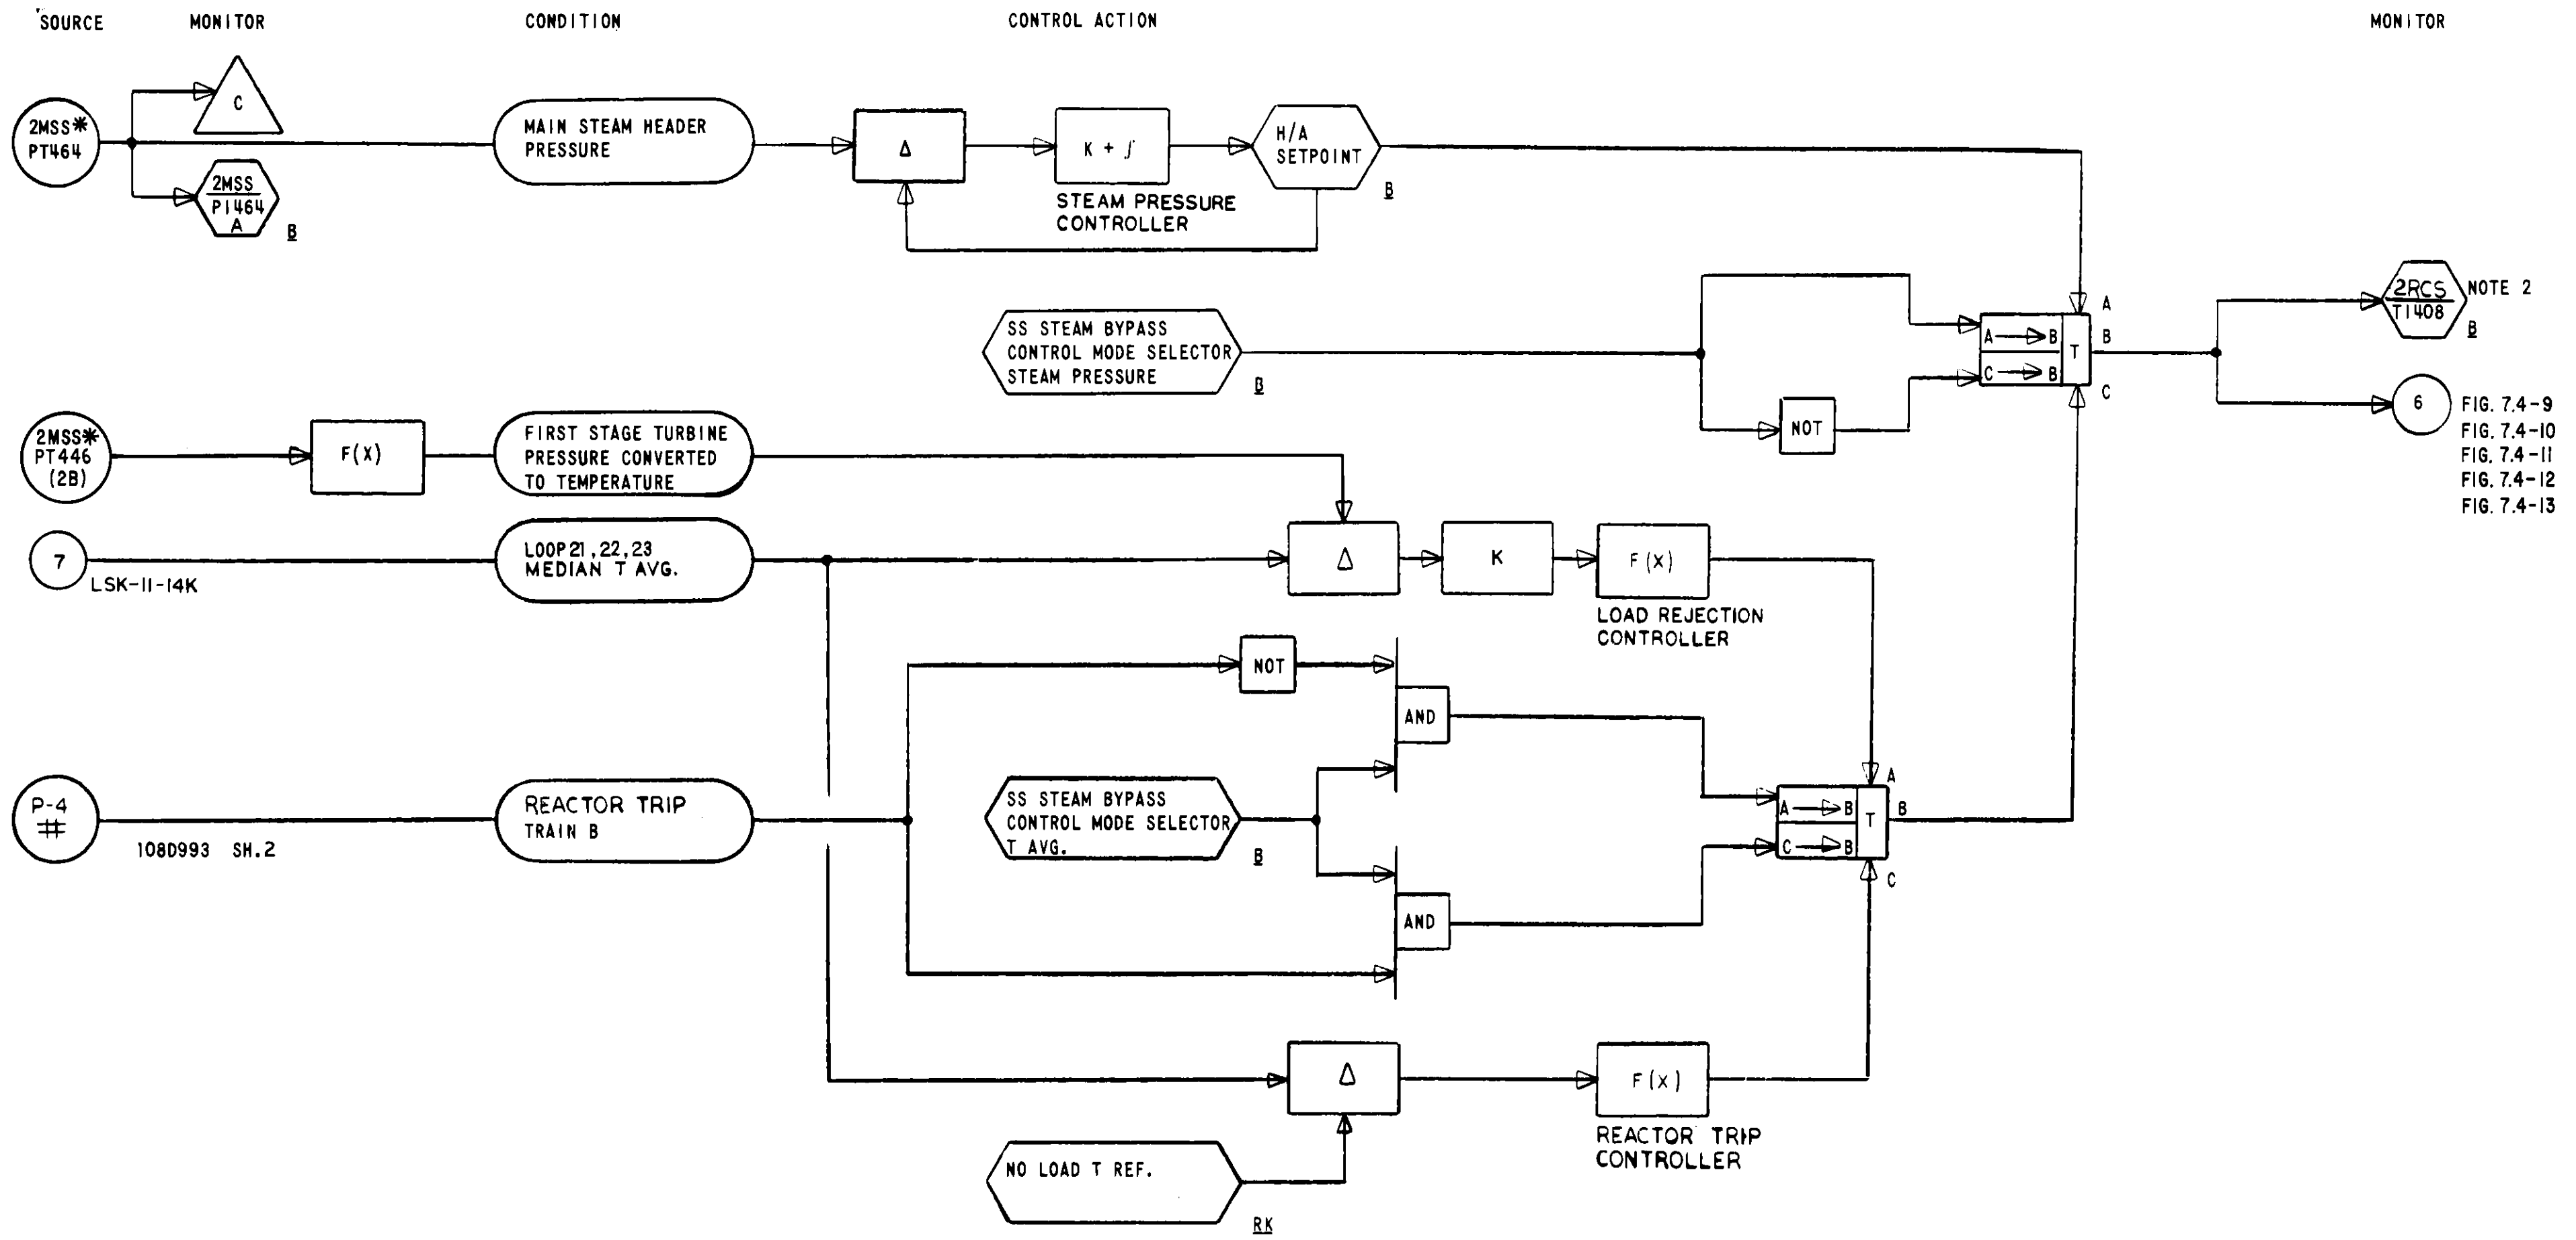 SOURCE
MONITOR
CONDITION
CONTROL ACTION
MONITOR
2MSS*
PT464
C
2MSS
PI464
A
B
MAIN STEAM HEADER
PRESSURE
Δ
K + ∫
STEAM PRESSURE
CONTROLLER
H/A
SETPOINT
B
SS STEAM BYPASS
CONTROL MODE SELECTOR
STEAM PRESSURE
B
NOT
A → B
C → B
T
A
B
C
2RCS
TI408
NOTE 2
B
6
FIG. 7.4-9
FIG. 7.4-10
FIG. 7.4-11
FIG. 7.4-12
FIG. 7.4-13
2MSS*
PT446
(2B)
F(X)
FIRST STAGE TURBINE
PRESSURE CONVERTED
TO TEMPERATURE
7
LSK-11-14K
LOOP 21, 22, 23
MEDIAN T AVG.
Δ
K
F(X)
LOAD REJECTION
CONTROLLER
NOT
AND
P-4
#
108D993 SH.2
REACTOR TRIP
TRAIN B
SS STEAM BYPASS
CONTROL MODE SELECTOR
T AVG.
B
AND
A → B
C → B
T
A
B
C
Δ
F(X)
REACTOR TRIP
CONTROLLER
NO LOAD T REF.
RK